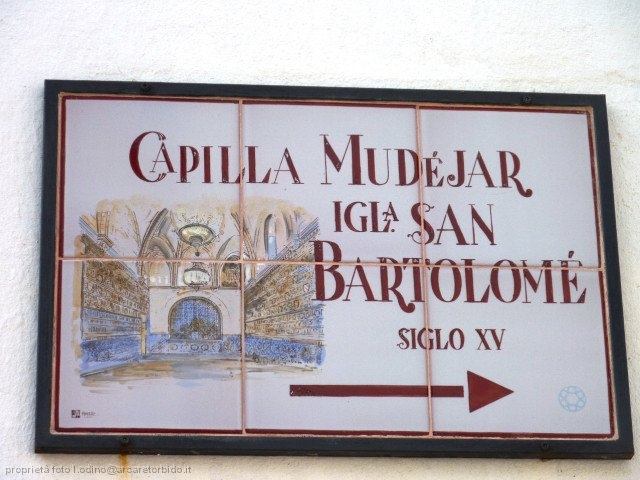 CAPILLA MUDÉJAR
IGLA. SAN
BARTOLOMÉ
SIGLO XV
proprietà foto l.odino@arcaretorbido.it